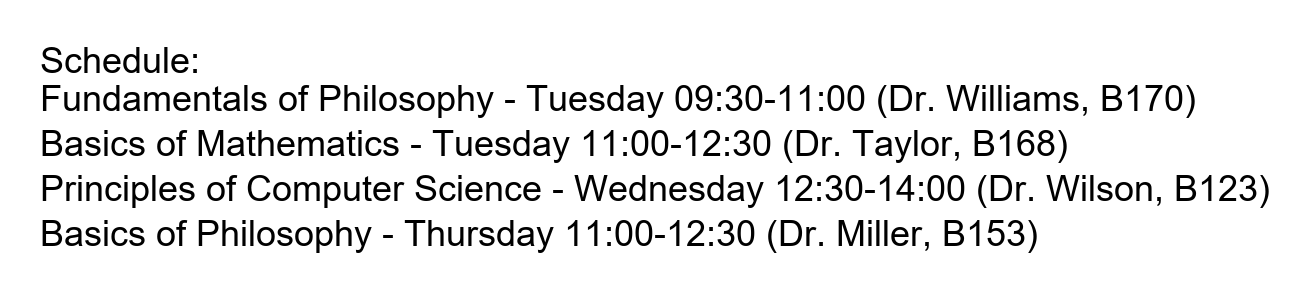 Schedule:
Fundamentals of Philosophy - Tuesday 09:30-11:00 (Dr. Williams, B170)
Basics of Mathematics - Tuesday 11:00-12:30 (Dr. Taylor, B168)
Principles of Computer Science - Wednesday 12:30-14:00 (Dr. Wilson, B123)
Basics of Philosophy - Thursday 11:00-12:30 (Dr. Miller, B153)